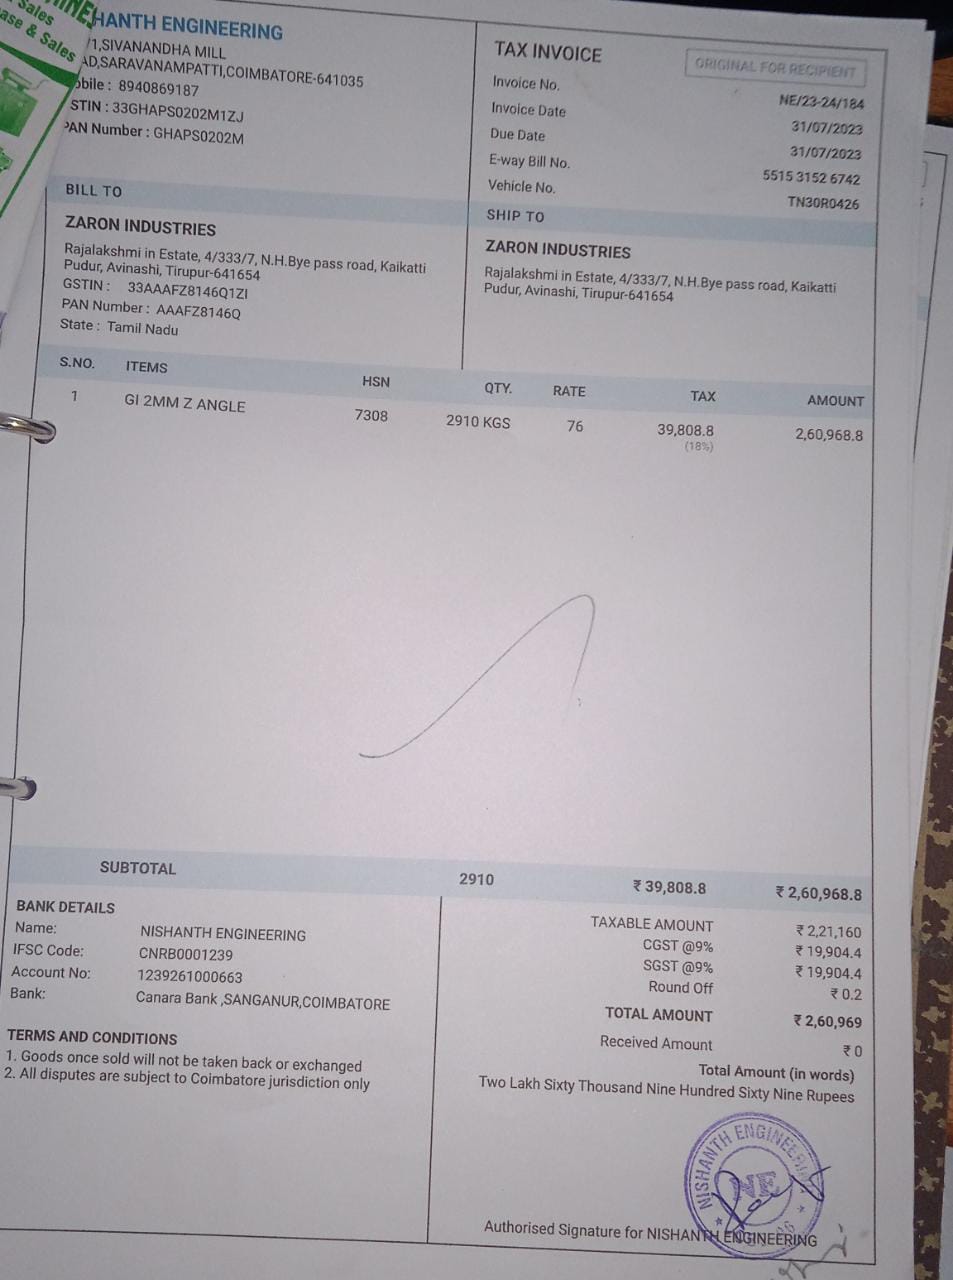 Sales
ase & Sales
HANTH ENGINEERING
/1,SIVANANDHA MILL
AD,SARAVANAMPATTI,COIMBATORE-641035
obile : 8940869187
STIN : 33GHAPS0202M1ZJ
PAN Number : GHAPS0202M
TAX INVOICE
ORIGINAL FOR RECIPIENT
Invoice No. NE/23-24/184
Invoice Date 31/07/2023
Due Date 31/07/2023
E-way Bill No. 5515 3152 6742
Vehicle No. TN30R0426
BILL TO
ZARON INDUSTRIES
Rajalakshmi in Estate, 4/333/7, N.H.Bye pass road, Kaikatti
Pudur, Avinashi, Tirupur-641654
GSTIN : 33AAAFZ8146Q1ZI
PAN Number : AAAFZ8146Q
State : Tamil Nadu
SHIP TO
ZARON INDUSTRIES
Rajalakshmi in Estate, 4/333/7, N.H.Bye pass road, Kaikatti
Pudur, Avinashi, Tirupur-641654
S.NO. ITEMS HSN QTY. RATE TAX AMOUNT
1 GI 2MM Z ANGLE 7308 2910 KGS 76 39,808.8 2,60,968.8
(18%)
SUBTOTAL 2910 ₹ 39,808.8 ₹ 2,60,968.8
BANK DETAILS
Name: NISHANTH ENGINEERING
IFSC Code: CNRB0001239
Account No: 1239261000663
Bank: Canara Bank ,SANGANUR,COIMBATORE
TERMS AND CONDITIONS
1. Goods once sold will not be taken back or exchanged
2. All disputes are subject to Coimbatore jurisdiction only
TAXABLE AMOUNT ₹ 2,21,160
CGST @9% ₹ 19,904.4
SGST @9% ₹ 19,904.4
Round Off ₹ 0.2
TOTAL AMOUNT ₹ 2,60,969
Received Amount ₹ 0
Total Amount (in words)
Two Lakh Sixty Thousand Nine Hundred Sixty Nine Rupees
NISHANTH ENGINEERING
NE
Authorised Signature for NISHANTH ENGINEERING